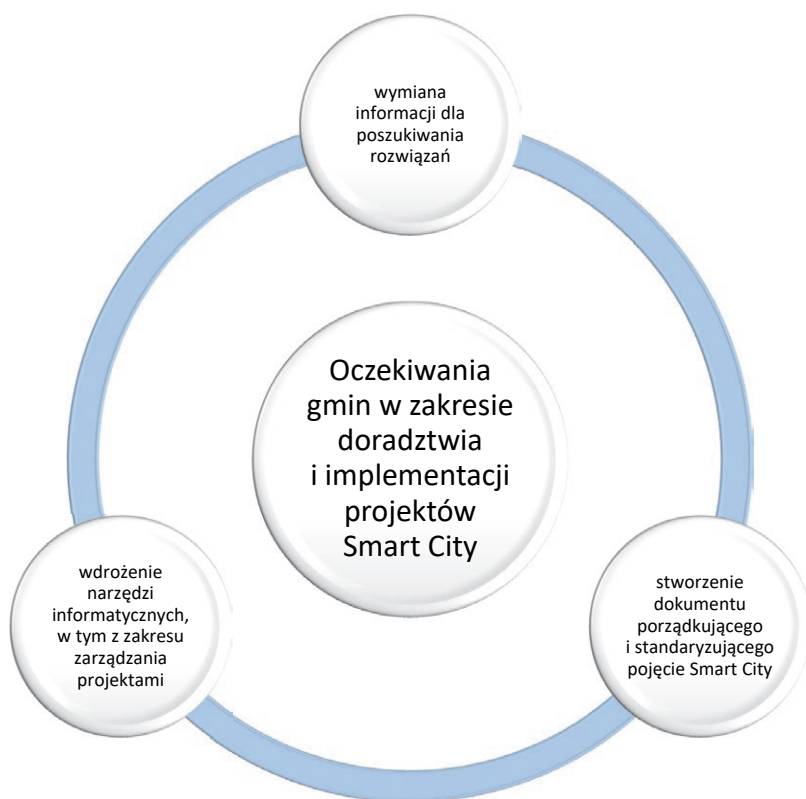 wymiana
informacji dla
poszukiwania
rozwiązań
Oczekiwania
gmin w zakresie
doradztwa
i implementacji
projektów
Smart City
wdrożenie
narzędzi
informatycznych,
w tym z zakresu
zarządzania
projektami
stworzenie
dokumentu
porządkującego
i standaryzującego
pojęcie Smart City